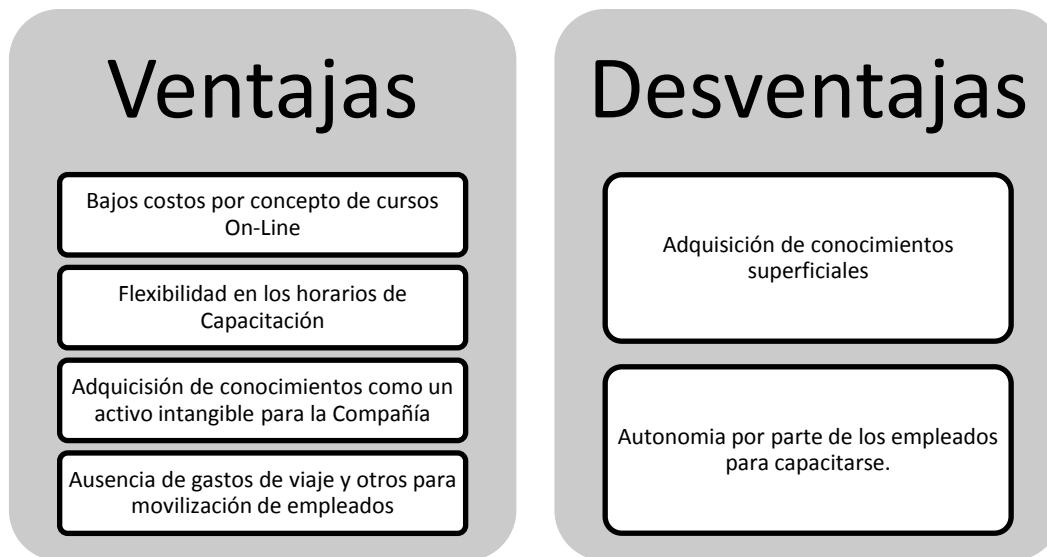 Ventajas
Bajos costos por concepto de cursos
On-Line
Flexibilidad en los horarios de
Capacitación
Adquicisión de conocimientos como un
activo intangible para la Compañía
Ausencia de gastos de viaje y otros para
movilización de empleados
Desventajas
Adquisición de conocimientos
superficiales
Autonomia por parte de los empleados
para capacitarse.